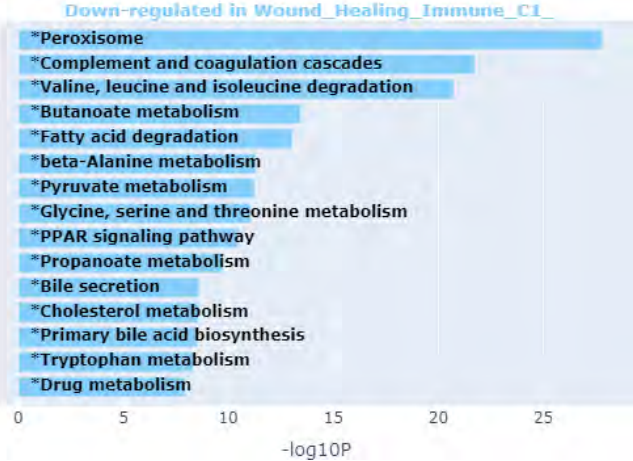 Down-regulated in Wound_Healing_Immune_C1_
*Peroxisome
*Complement and coagulation cascades
*Valine, leucine and isoleucine degradation
*Butanoate metabolism
*Fatty acid degradation
*beta-Alanine metabolism
*Pyruvate metabolism
*Glycine, serine and threonine metabolism
*PPAR signaling pathway
*Propanoate metabolism
*Bile secretion
*Cholesterol metabolism
*Primary bile acid biosynthesis
*Tryptophan metabolism
*Drug metabolism
0 5 10 15 20 25
-log10P